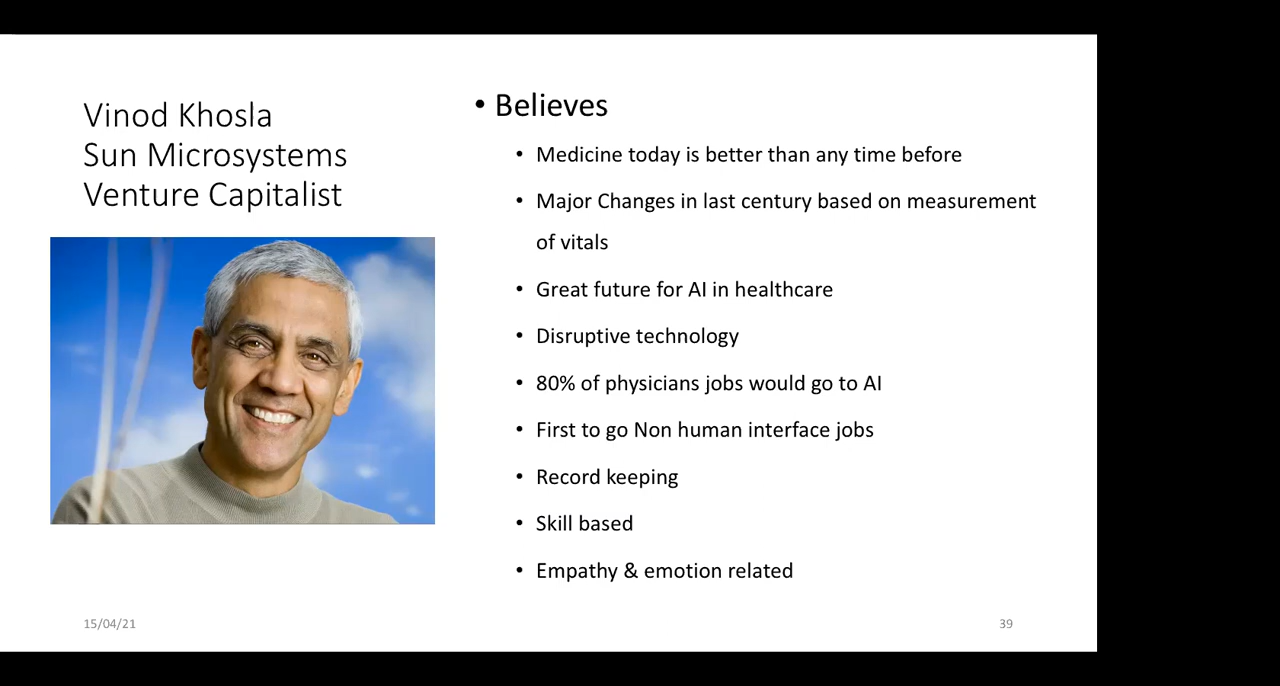 Vinod Khosla
Sun Microsystems
Venture Capitalist
• Believes
• Medicine today is better than any time before
• Major Changes in last century based on measurement
of vitals
• Great future for AI in healthcare
• Disruptive technology
• 80% of physicians jobs would go to AI
• First to go Non human interface jobs
• Record keeping
• Skill based
• Empathy & emotion related
15/04/21
39